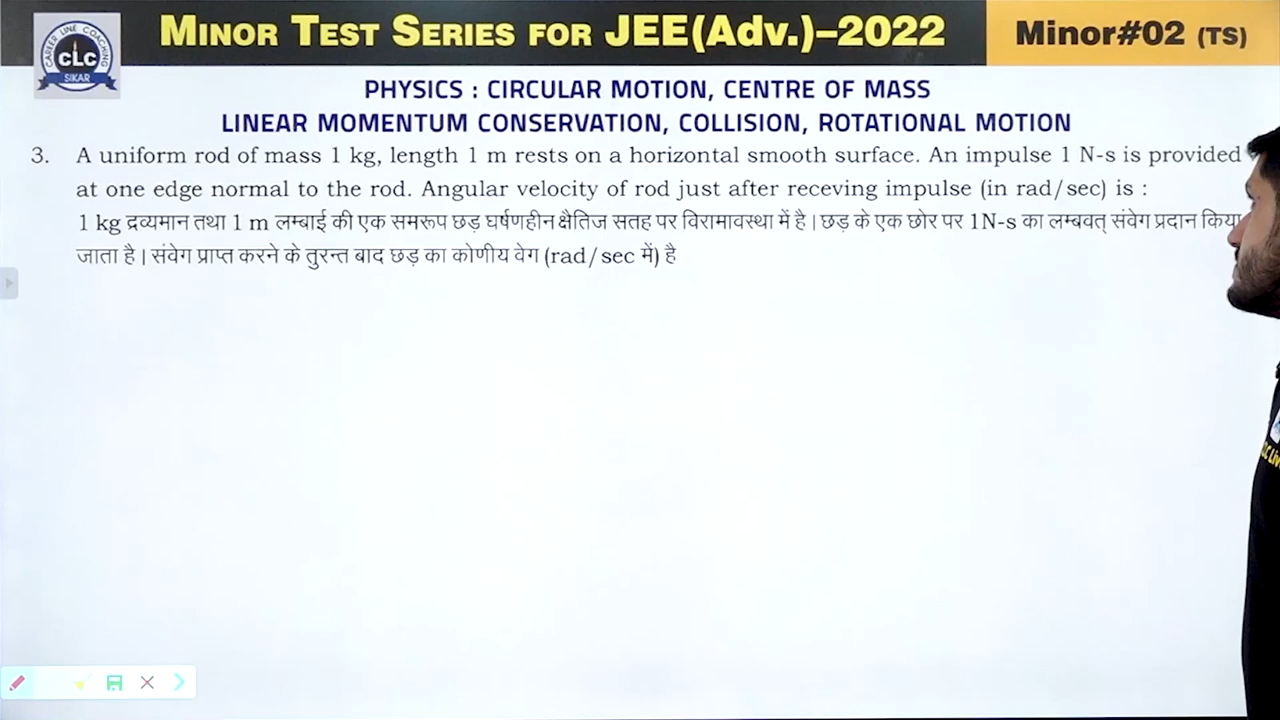 CAREER LINE COACHING
CLC
SIKAR
MINOR TEST SERIES FOR JEE(Adv.)–2022
Minor#02 (TS)
PHYSICS : CIRCULAR MOTION, CENTRE OF MASS
LINEAR MOMENTUM CONSERVATION, COLLISION, ROTATIONAL MOTION
3. A uniform rod of mass 1 kg, length 1 m rests on a horizontal smooth surface. An impulse 1 N-s is provided
at one edge normal to the rod. Angular velocity of rod just after receving impulse (in rad/sec) is :
1 kg द्रव्यमान तथा 1 m लम्बाई की एक समरूप छड़ घर्षणहीन क्षैतिज सतह पर विरामावस्था में है। छड़ के एक छोर पर 1N-s का लम्बवत् संवेग प्रदान किया
जाता है। संवेग प्राप्त करने के तुरन्त बाद छड़ का कोणीय वेग (rad/sec में) है